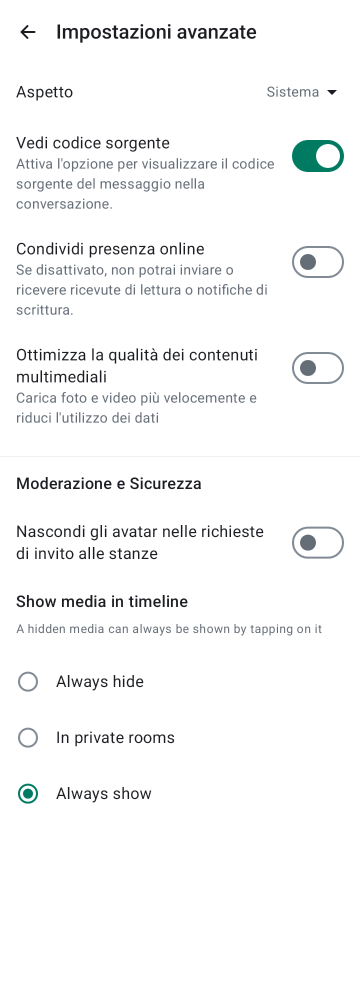 Impostazioni avanzate
Aspetto
Sistema
Vedi codice sorgente
Attiva l'opzione per visualizzare il codice
sorgente del messaggio nella
conversazione.
Condividi presenza online
Se disattivato, non potrai inviare o
ricevere ricevute di lettura o notifiche di
scrittura.
Ottimizza la qualità dei contenuti
multimediali
Carica foto e video più velocemente e
riduci l'utilizzo dei dati
Moderazione e Sicurezza
Nascondi gli avatar nelle richieste
di invito alle stanze
Show media in timeline
A hidden media can always be shown by tapping on it
Always hide
In private rooms
Always show